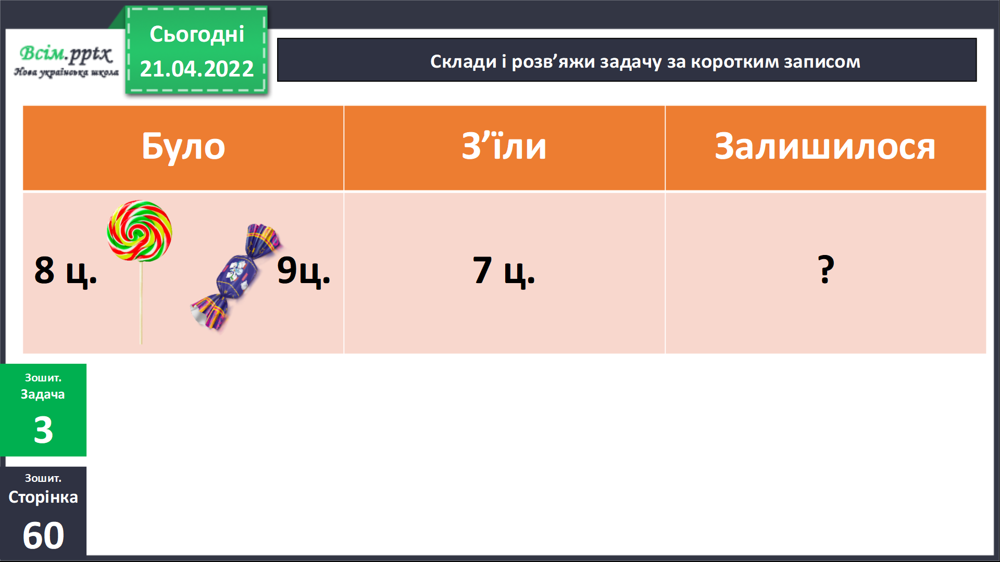 Всім.pptx
Нова українська школа
Сьогодні
21.04.2022
Склади і розв’яжи задачу за коротким записом
Було
З’їли
Залишилося
8 ц.
9ц.
7 ц.
?
Зошит.
Задача
3
Зошит.
Сторінка
60